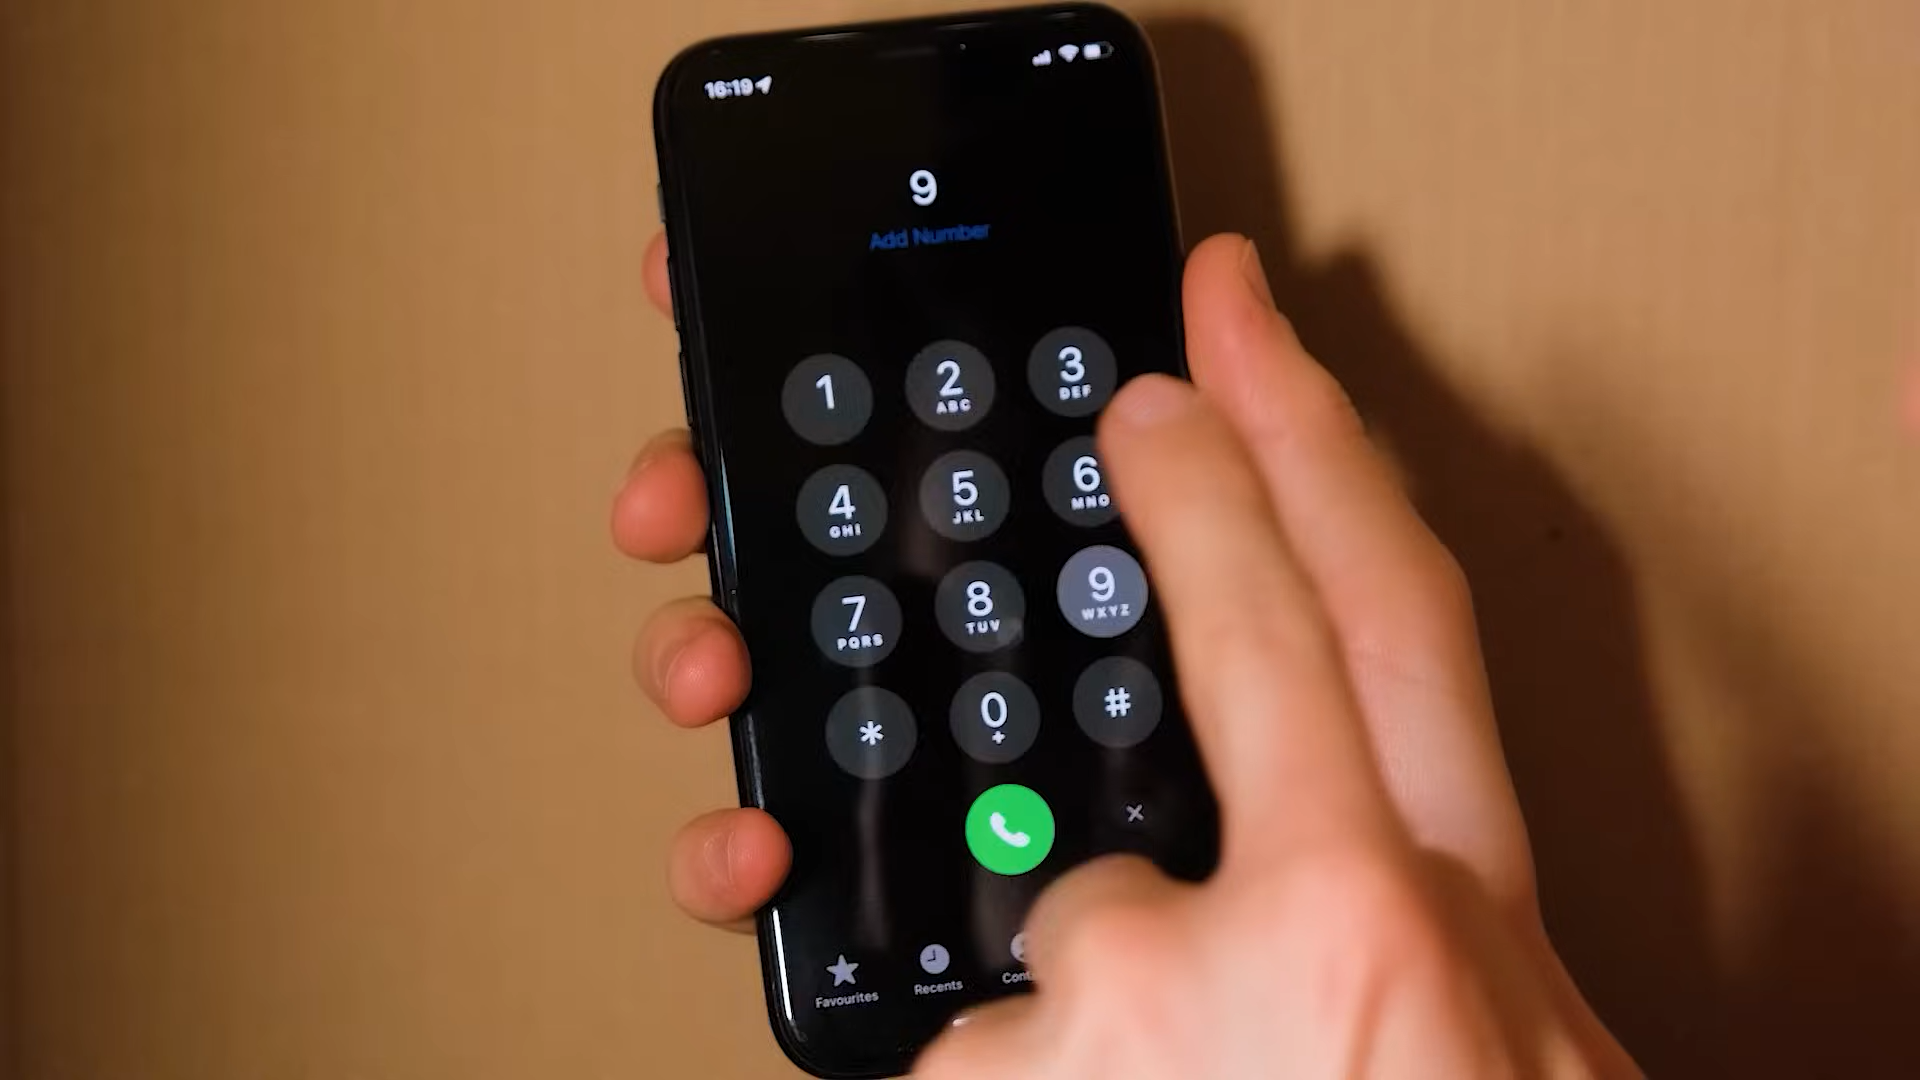 16:19
9
Add Number
1 2 3
ABC DEF
4 5 6
GHI JKL MNO
7 8 9
PQRS TUV WXYZ
* 0 #
+
Favourites Recents